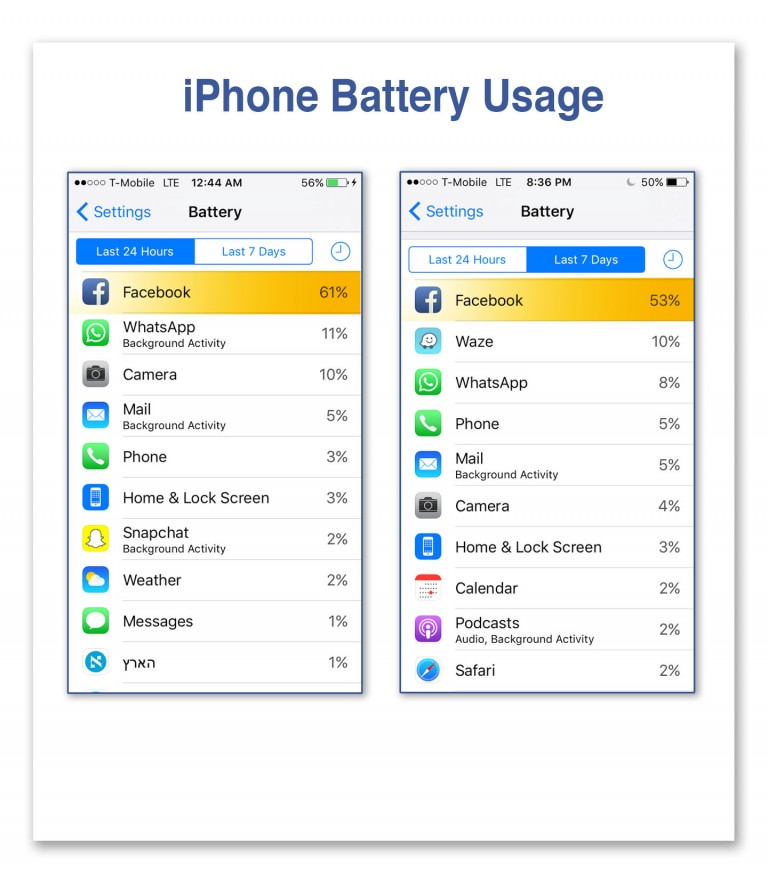 iPhone Battery Usage
T-Mobile LTE 12:44 AM 56%
Settings Battery
Last 24 Hours Last 7 Days
Facebook 61%
WhatsApp 11%
Background Activity
Camera 10%
Mail 5%
Background Activity
Phone 3%
Home & Lock Screen 3%
Snapchat 2%
Background Activity
Weather 2%
Messages 1%
הארץ 1%
T-Mobile LTE 8:36 PM 50%
Settings Battery
Last 24 Hours Last 7 Days
Facebook 53%
Waze 10%
WhatsApp 8%
Phone 5%
Mail 5%
Background Activity
Camera 4%
Home & Lock Screen 3%
Calendar 2%
Podcasts 2%
Audio, Background Activity
Safari 2%